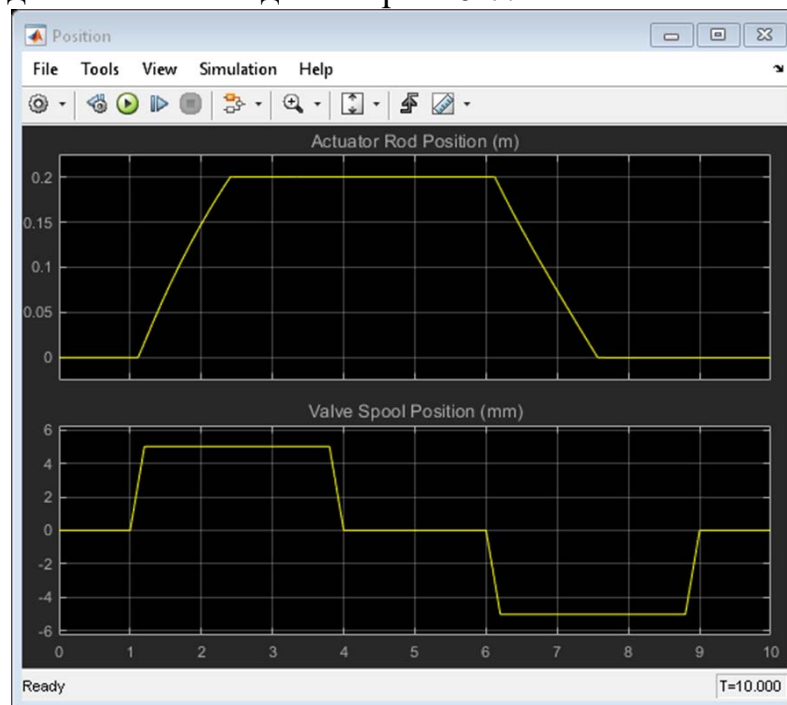 Position
File Tools View Simulation Help
Actuator Rod Position (m)
0.2
0.15
0.1
0.05
0
Valve Spool Position (mm)
6
4
2
0
-2
-4
-6
0 1 2 3 4 5 6 7 8 9 10
Ready T=10.000